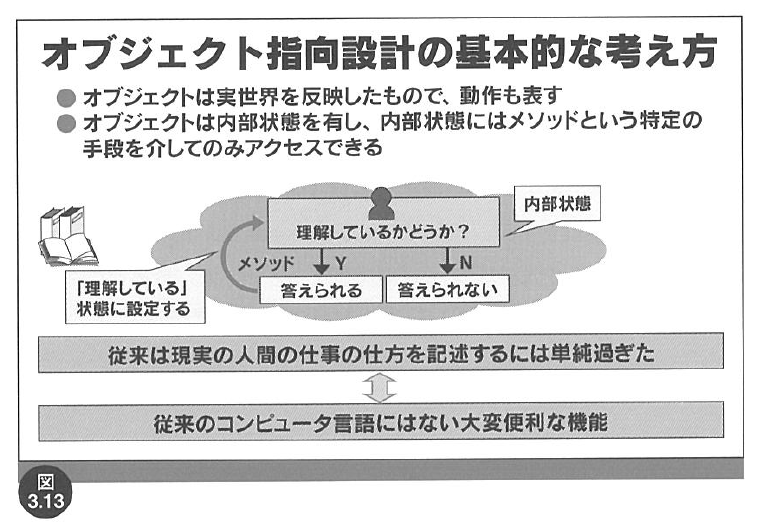 オブジェクト指向設計の基本的な考え方
●オブジェクトは実世界を反映したもので、動作も表す
●オブジェクトは内部状態を有し、内部状態にはメソッドという特定の
手段を介してのみアクセスできる
内部状態
理解しているかどうか？
メソッド
Y
N
「理解している」
状態に設定する
答えられる
答えられない
従来は現実の人間の仕事の仕方を記述するには単純過ぎた
従来のコンピュータ言語にはない大変便利な機能
図
3.13